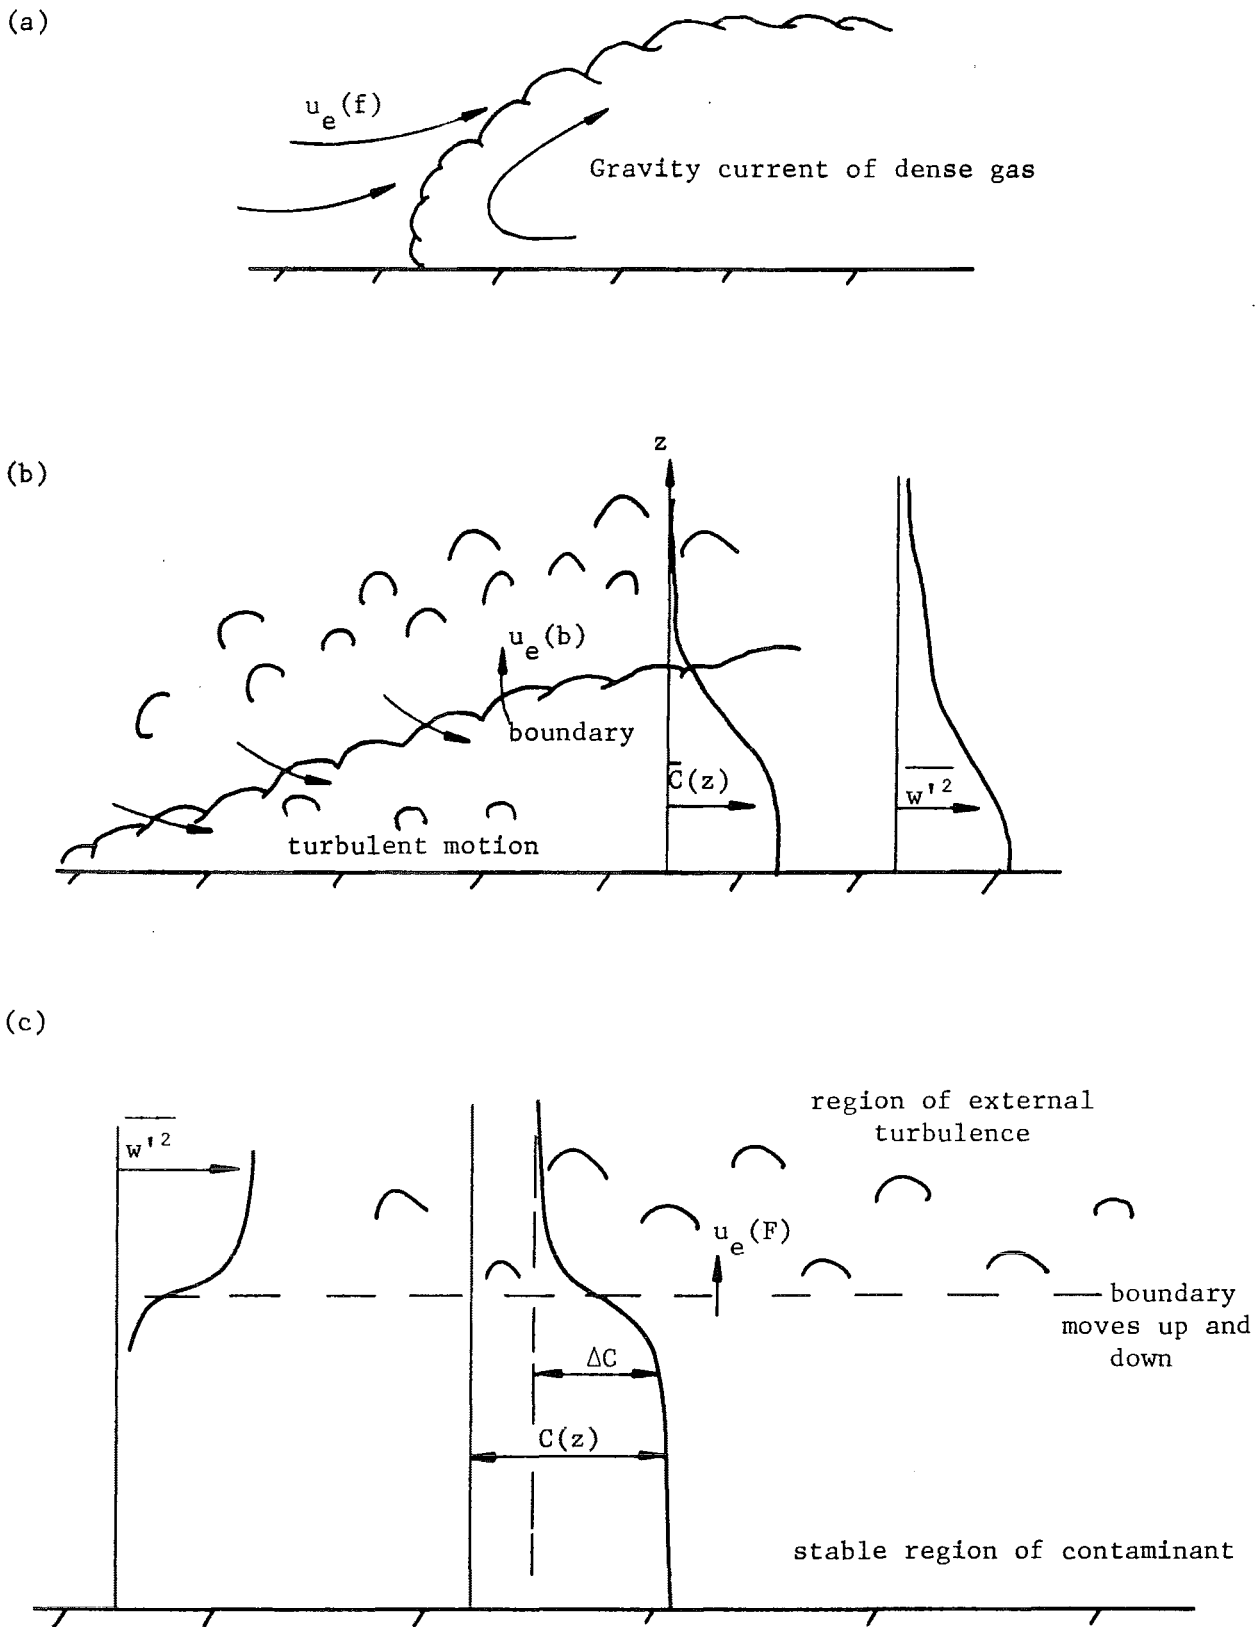 (a)
u_e(f)
Gravity current of dense gas
(b)
z
u_e(b)
boundary
C̄(z)
w'²
turbulent motion
(c)
region of external
turbulence
w'²
u_e(F)
boundary
moves up and
down
ΔC
C(z)
stable region of contaminant